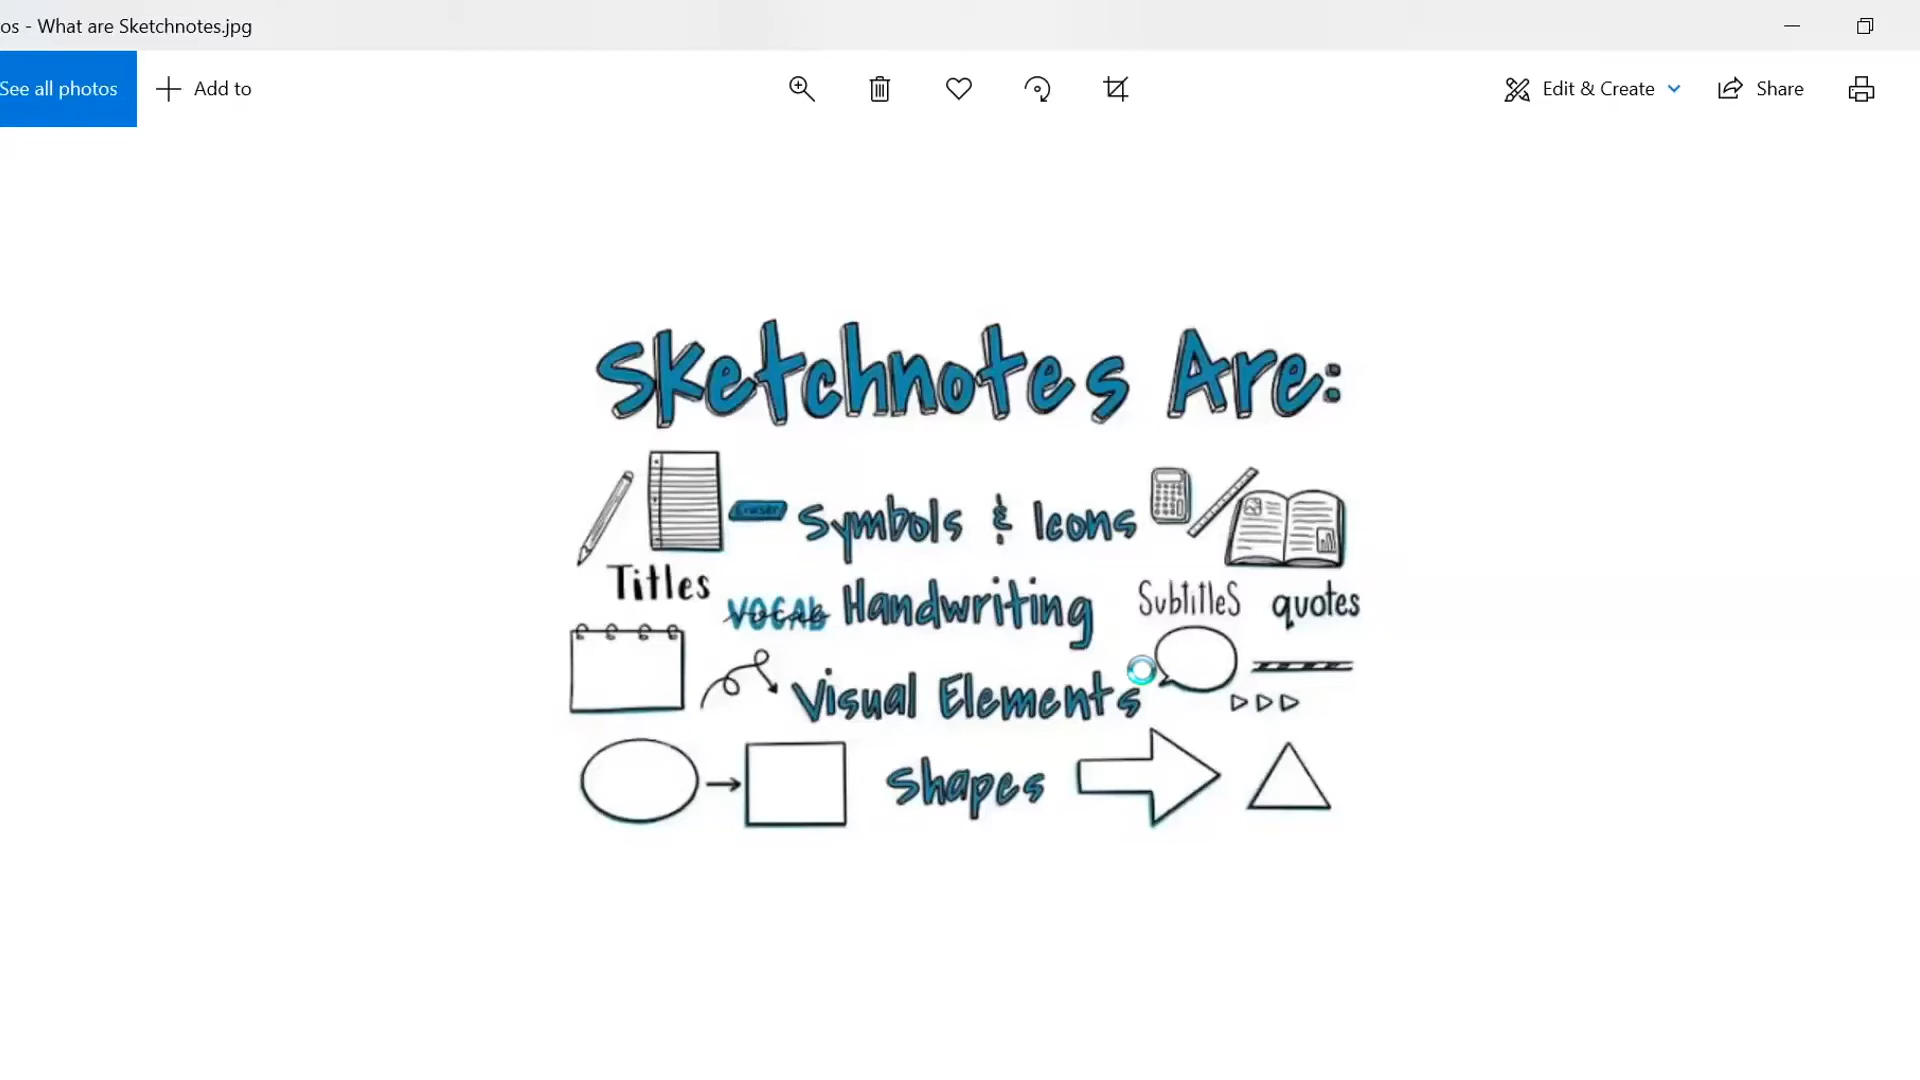 os - What are Sketchnotes.jpg
See all photos
Add to
Edit & Create
Share
Sketchnotes Are:
Eraser Symbols & Icons
Titles VOCAB Handwriting Subtitles quotes
Visual Elements
Shapes